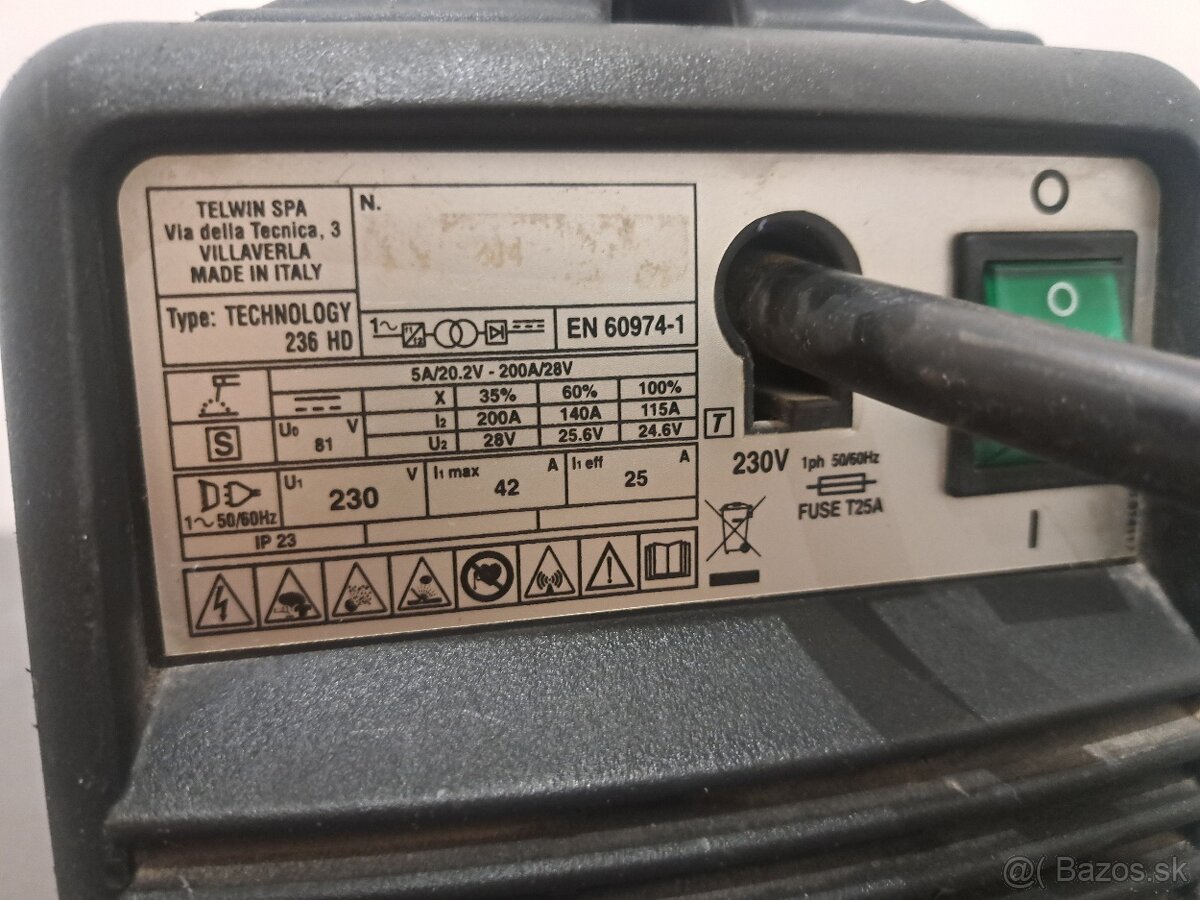 TELWIN SPA
Via della Tecnica, 3
VILLAVERLA
MADE IN ITALY
N.
Type: TECHNOLOGY
236 HD
1~
EN 60974-1
5A/20.2V - 200A/28V
X 35% 60% 100%
I2 200A 140A 115A
U2 28V 25.6V 24.6V
S
U0 V
81
U1 V
230
I1 max A
42
I1 eff A
25
1~50/60Hz
IP 23
T
230V 1ph 50/60Hz
FUSE T25A
O
O
I
@( Bazos.sk